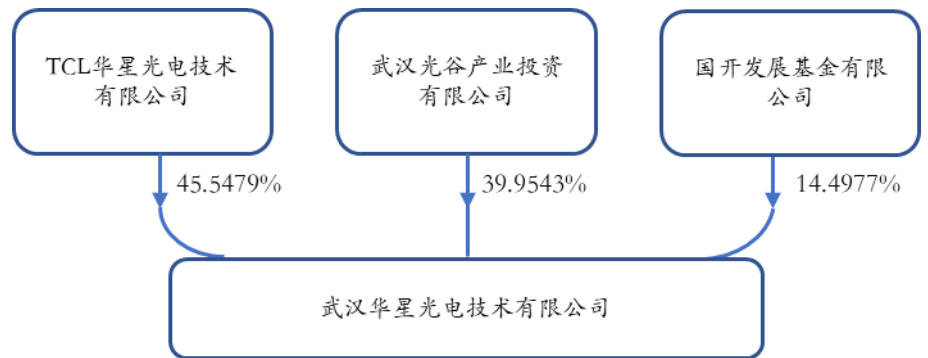 TCL华星光电技术
有限公司
武汉光谷产业投资
有限公司
国开发展基金有限
公司
45.5479%
39.9543%
14.4977%
武汉华星光电技术有限公司